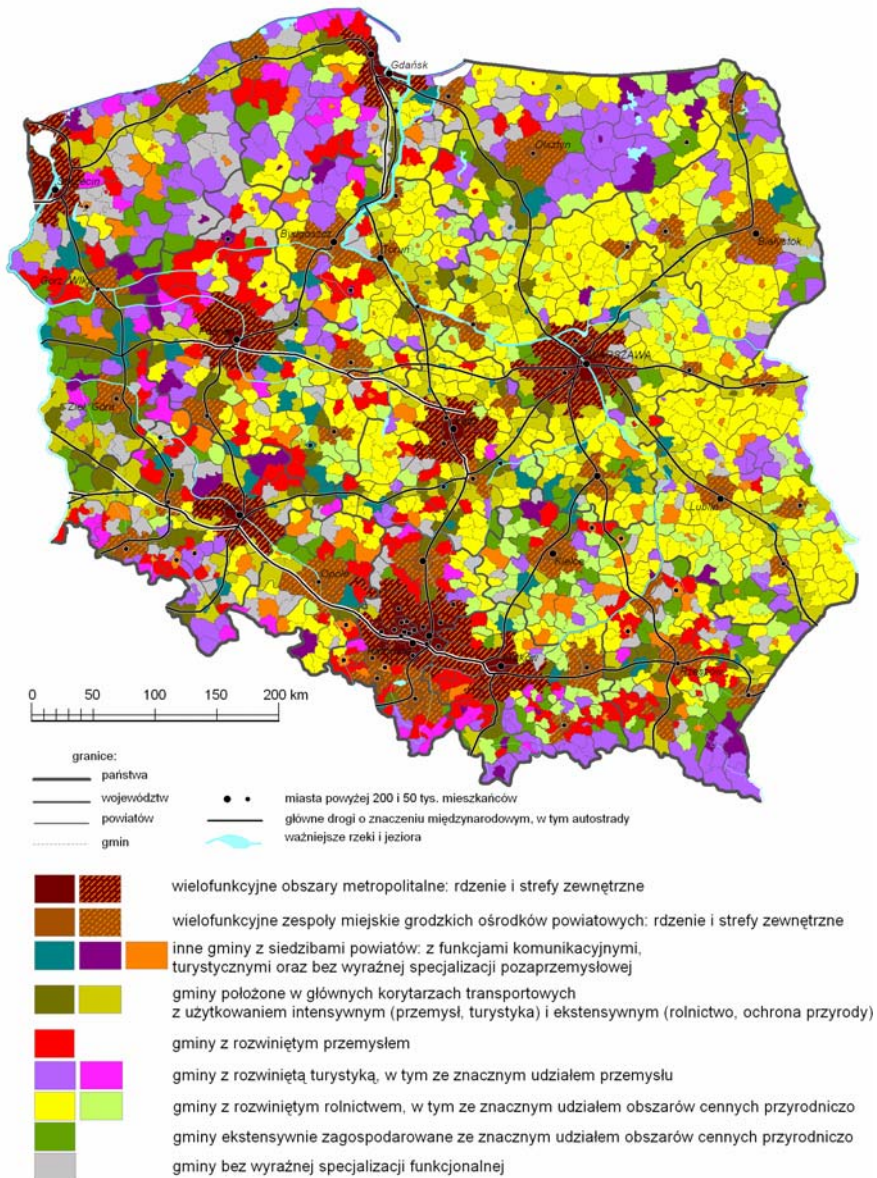 Gdańsk
Olsztyn
Bydgoszcz
Toruń
Białystok
Gorz. Wlkp.
WARSZAWA
Ziel. Góra
Lublin
Opole
Kielce
Rzeszów
0 50 100 150 200 km
granice:
państwa
województw
powiatów
gmin
miasta powyżej 200 i 50 tys. mieszkańców
główne drogi o znaczeniu międzynarodowym, w tym autostrady
ważniejsze rzeki i jeziora
wielofunkcyjne obszary metropolitalne: rdzenie i strefy zewnętrzne
wielofunkcyjne zespoły miejskie grodzkich ośrodków powiatowych: rdzenie i strefy zewnętrzne
inne gminy z siedzibami powiatów: z funkcjami komunikacyjnymi,
turystycznymi oraz bez wyraźnej specjalizacji pozaprzemysłowej
gminy położone w głównych korytarzach transportowych
z użytkowaniem intensywnym (przemysł, turystyka) i ekstensywnym (rolnictwo, ochrona przyrody)
gminy z rozwiniętym przemysłem
gminy z rozwiniętą turystyką, w tym ze znacznym udziałem przemysłu
gminy z rozwiniętym rolnictwem, w tym ze znacznym udziałem obszarów cennych przyrodniczo
gminy ekstensywnie zagospodarowane ze znacznym udziałem obszarów cennych przyrodniczo
gminy bez wyraźnej specjalizacji funkcjonalnej